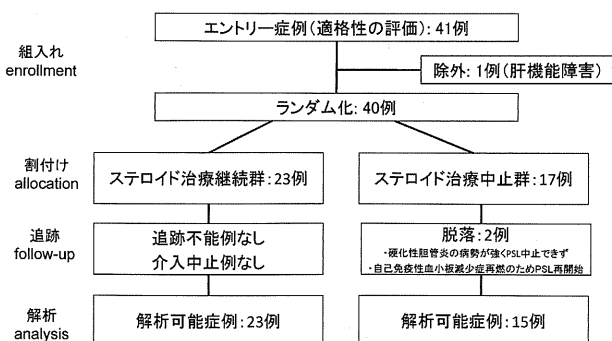 エントリー症例(適格性の評価): 41例
組入れ
enrollment
除外: 1例(肝機能障害)
ランダム化: 40例
割付け
allocation
ステロイド治療継続群: 23例
ステロイド治療中止群: 17例
追跡
follow-up
追跡不能例なし
介入中止例なし
脱落: 2例
・硬化性胆管炎の病勢が強くPSL中止できず
・自己免疫性血小板減少症再燃のためPSL再開始
解析
analysis
解析可能症例: 23例
解析可能症例: 15例